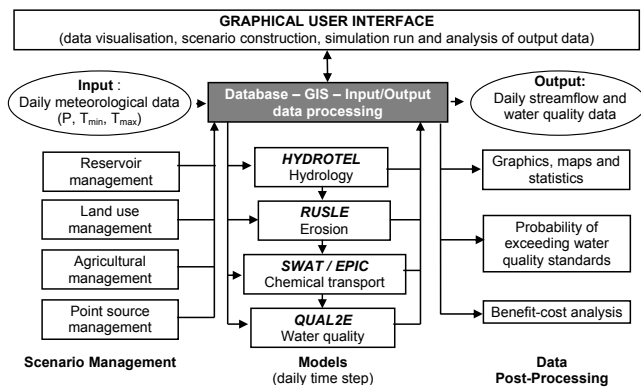 GRAPHICAL USER INTERFACE
(data visualisation, scenario construction, simulation run and analysis of output data)
Input :
Daily meteorological data
(P, Tmin, Tmax)
Database – GIS – Input/Output
data processing
Output:
Daily streamflow and
water quality data
Reservoir
management
Land use
management
Agricultural
management
Point source
management
Scenario Management
HYDROTEL
Hydrology
RUSLE
Erosion
SWAT / EPIC
Chemical transport
QUAL2E
Water quality
Models
(daily time step)
Graphics, maps and
statistics
Probability of
exceeding water
quality standards
Benefit-cost analysis
Data
Post-Processing